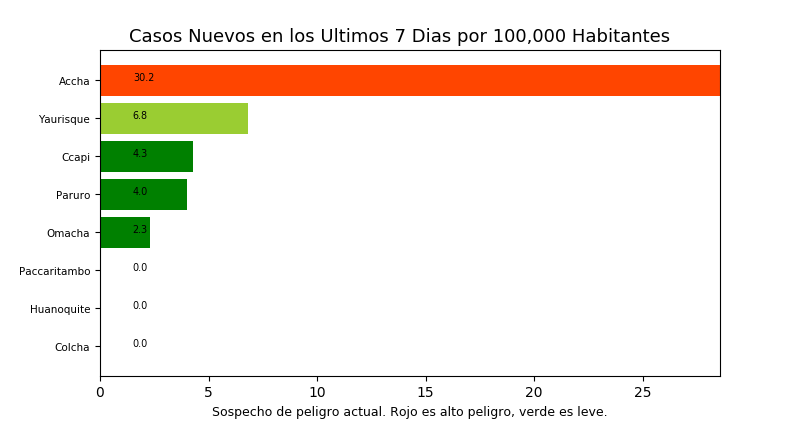 Casos Nuevos en los Ultimos 7 Dias por 100,000 Habitantes
Accha 30.2
Yaurisque 6.8
Ccapi 4.3
Paruro 4.0
Omacha 2.3
Paccaritambo 0.0
Huanoquite 0.0
Colcha 0.0
0 5 10 15 20 25
Sospecho de peligro actual. Rojo es alto peligro, verde es leve.